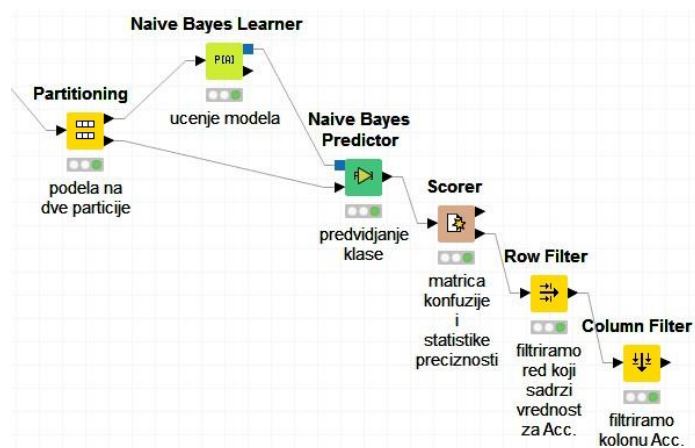 Naive Bayes Learner
P[A]
ucenje modela
Partitioning
podela na
dve particije
Naive Bayes
Predictor
predvidjanje
klase
Scorer
matrica
konfuzije
i
statistike
preciznosti
Row Filter
filtriramo
red koji
sadrzi
vrednost
za Acc.
Column Filter
filtriramo
kolonu Acc.